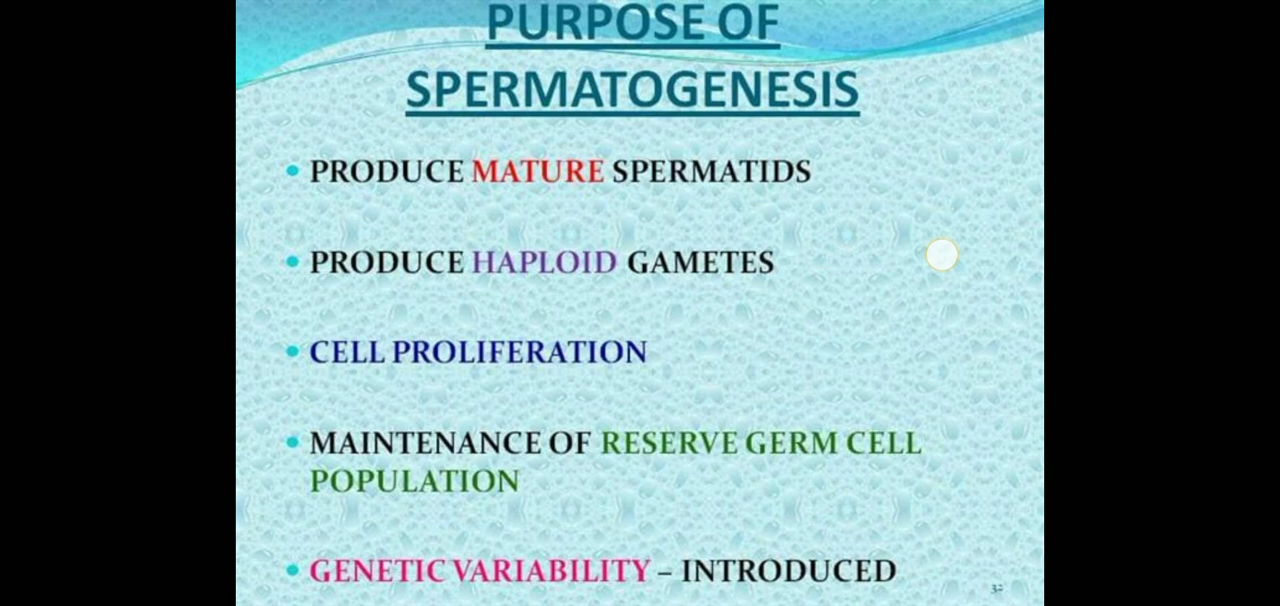 PURPOSE OF
SPERMATOGENESIS
• PRODUCE MATURE SPERMATIDS
• PRODUCE HAPLOID GAMETES
• CELL PROLIFERATION
• MAINTENANCE OF RESERVE GERM CELL
POPULATION
• GENETIC VARIABILITY – INTRODUCED